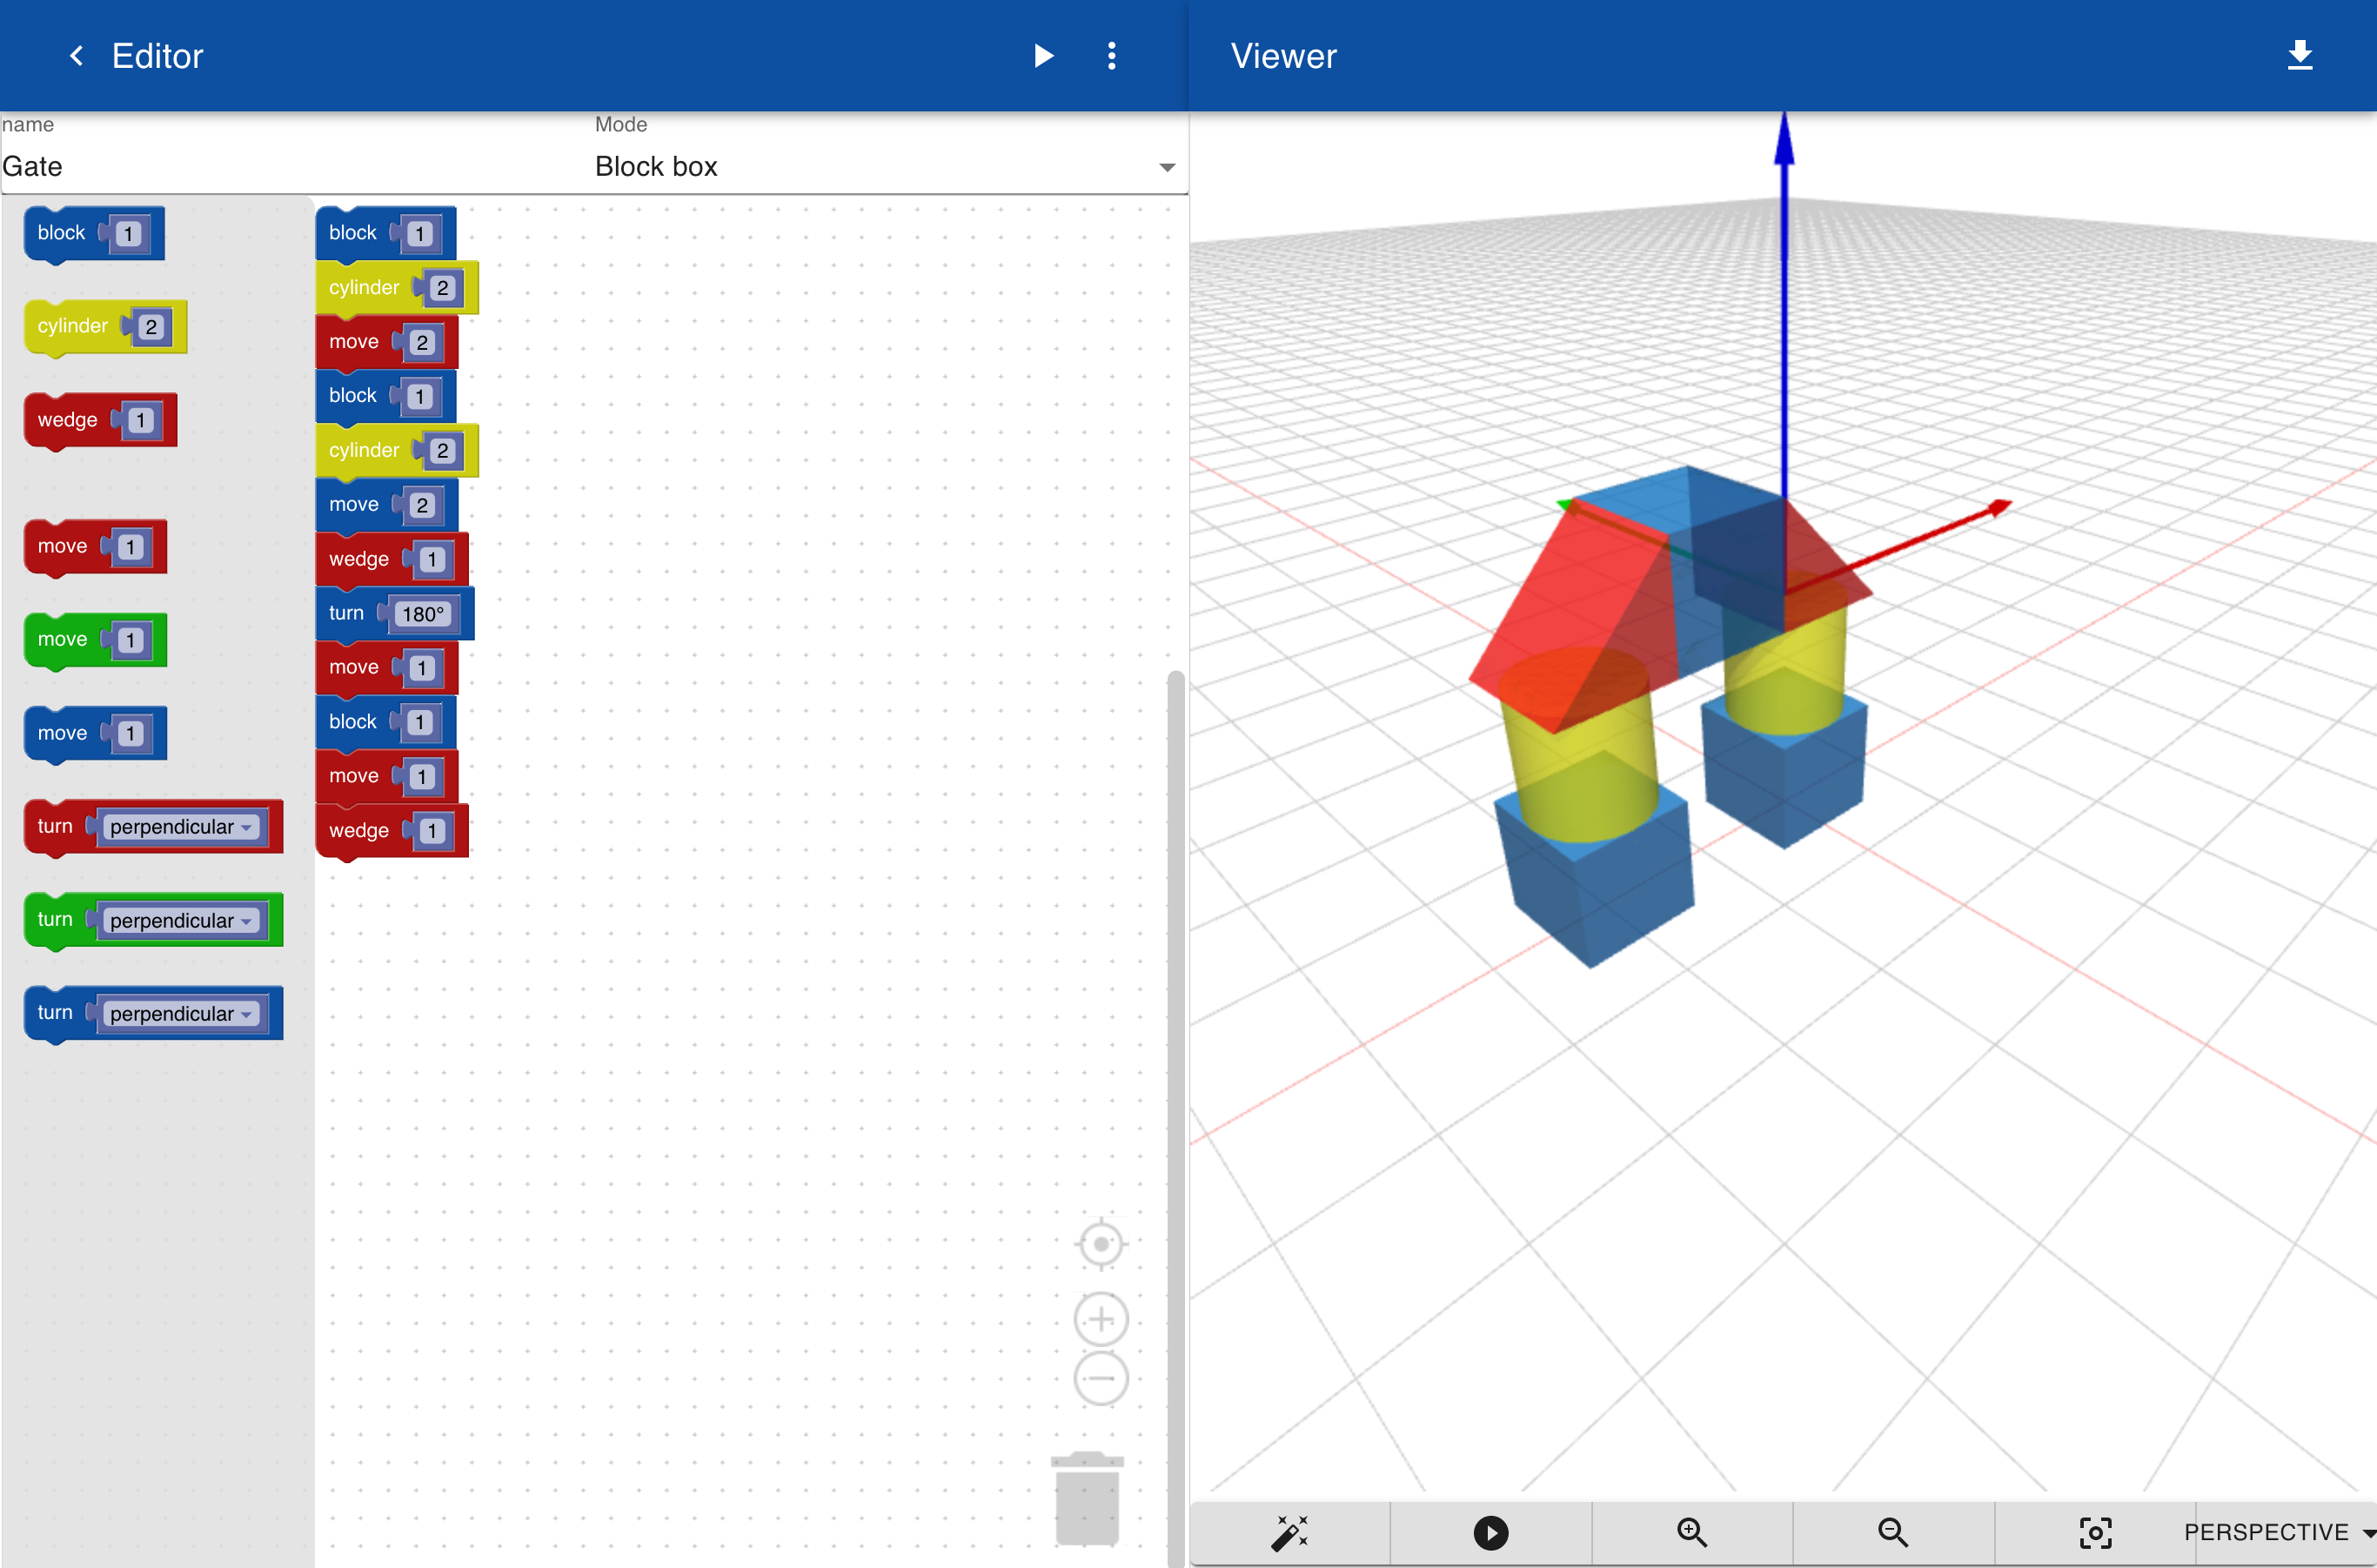 Editor
Viewer
name
Mode
Gate
Block box
block 1
cylinder 2
wedge 1
move 1
move 1
move 1
turn perpendicular
turn perpendicular
turn perpendicular
block 1
cylinder 2
move 2
block 1
cylinder 2
move 2
wedge 1
turn 180°
move 1
block 1
move 1
wedge 1
PERSPECTIVE